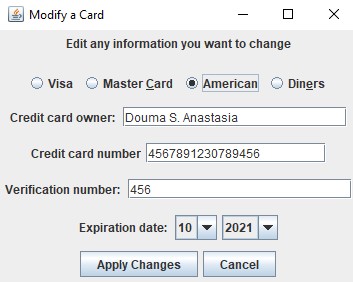 Modify a Card
Edit any information you want to change
Visa Master Card American Diners
Credit card owner: Douma S. Anastasia
Credit card number 4567891230789456
Verification number: 456
Expiration date: 10 2021
Apply Changes Cancel